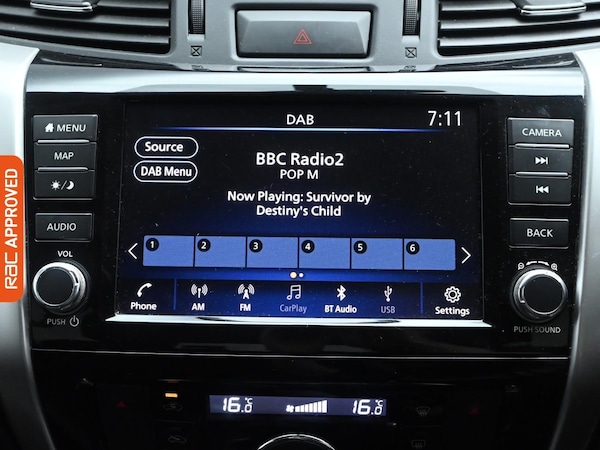 DAB
7:11
MENU
MAP
AUDIO
VOL
PUSH
Source
DAB Menu
BBC Radio2
POP M
Now Playing: Survivor by
Destiny's Child
1 2 3 4 5 6
Phone
AM
FM
CarPlay
BT Audio
USB
Settings
CAMERA
BACK
PUSH SOUND
RAC APPROVED
16.°C
16.°C